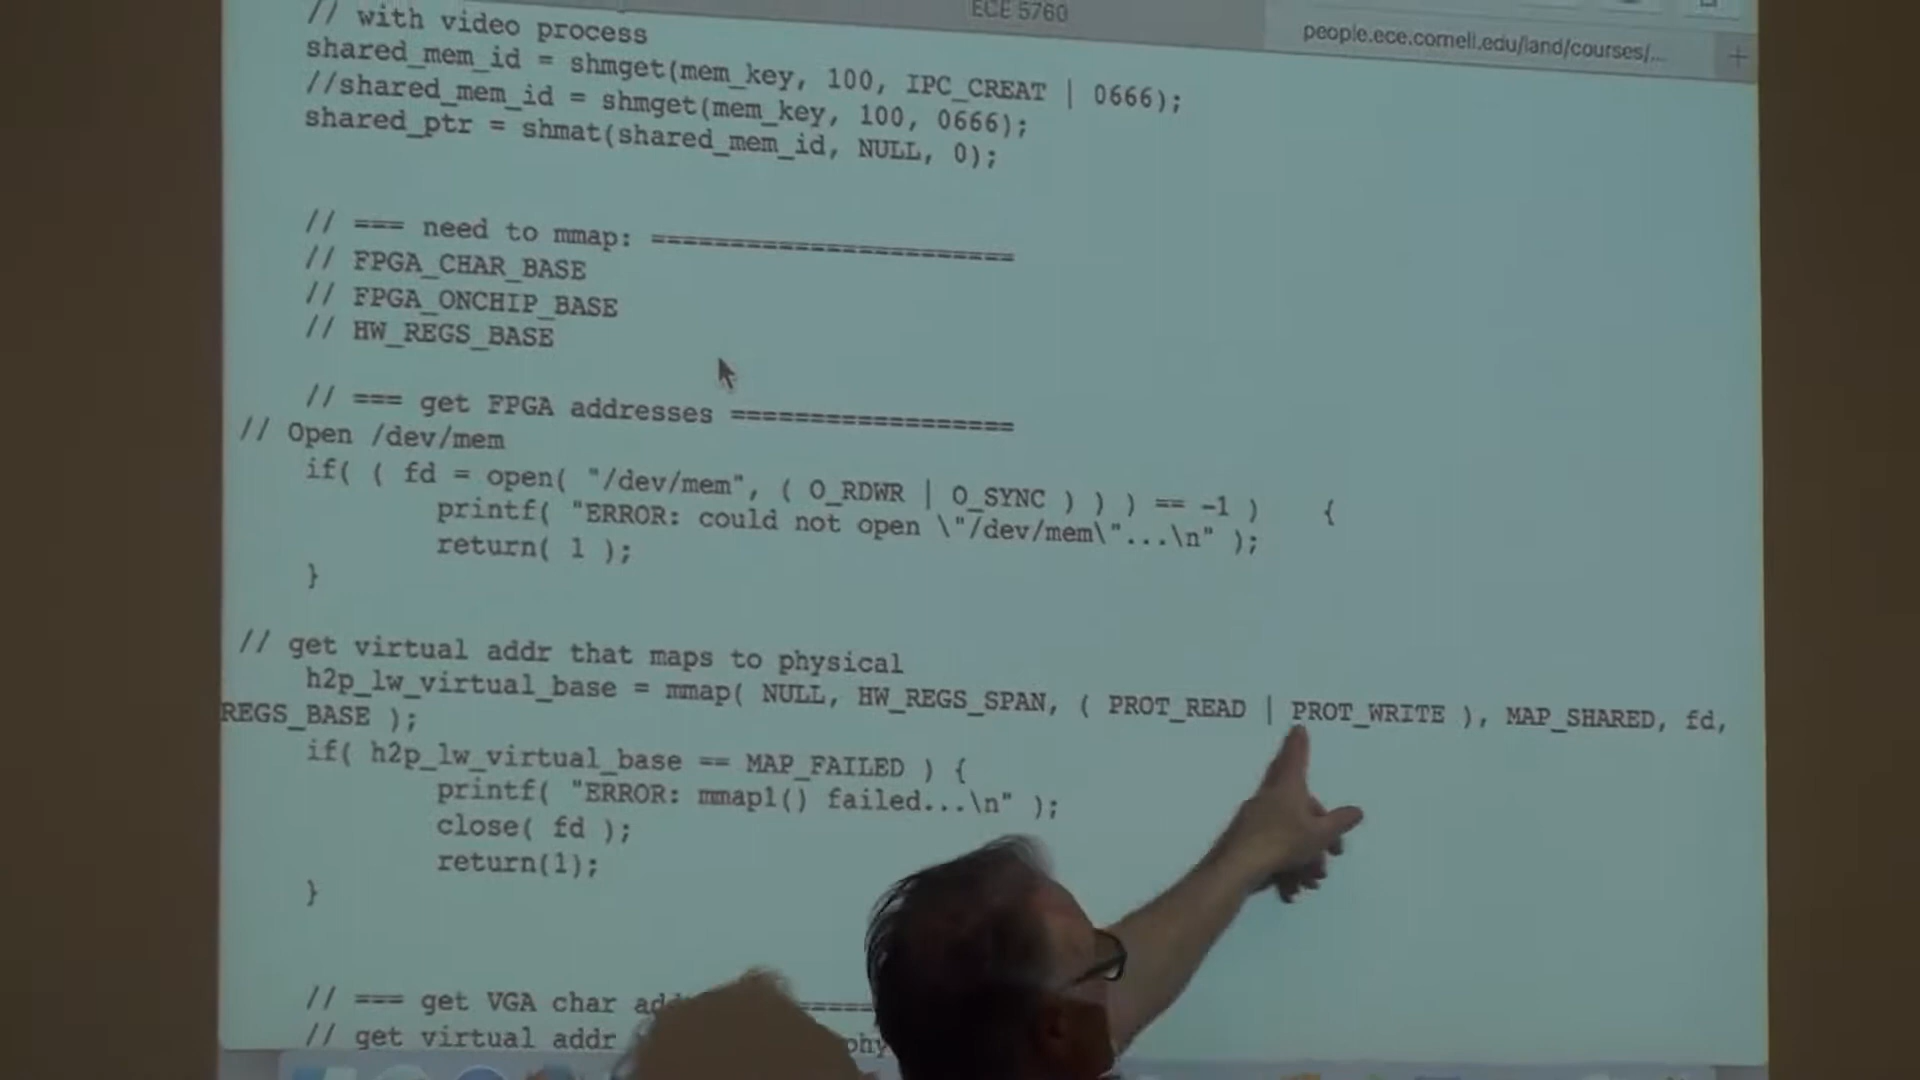 ECE 5760
people.ece.cornell.edu/land/courses/...
// with video process
shared_mem_id = shmget(mem_key, 100, IPC_CREAT | 0666);
//shared_mem_id = shmget(mem_key, 100, 0666);
shared_ptr = shmat(shared_mem_id, NULL, 0);
// === need to mmap: =======================
// FPGA_CHAR_BASE
// FPGA_ONCHIP_BASE
// HW_REGS_BASE
// === get FPGA addresses ==================
// Open /dev/mem
if( ( fd = open( "/dev/mem", ( O_RDWR | O_SYNC ) ) ) == -1 ) {
printf( "ERROR: could not open \"/dev/mem\"...\n" );
return( 1 );
}
// get virtual addr that maps to physical
h2p_lw_virtual_base = mmap( NULL, HW_REGS_SPAN, ( PROT_READ | PROT_WRITE ), MAP_SHARED, fd,
REGS_BASE );
if( h2p_lw_virtual_base == MAP_FAILED ) {
printf( "ERROR: mmap1() failed...\n" );
close( fd );
return(1);
}
// === get VGA char
// get virtual addr